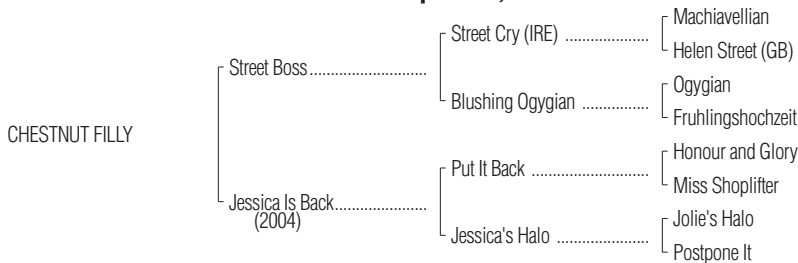 Machiavellian
Street Cry (IRE) ..................
Helen Street (GB)
Street Boss...........................
Ogygian
Blushing Ogygian ...............
Fruhlingshochzeit
CHESTNUT FILLY
Honour and Glory
Put It Back ...........................
Miss Shoplifter
Jessica Is Back.....................
(2004)
Jolie's Halo
Jessica's Halo .....................
Postpone It